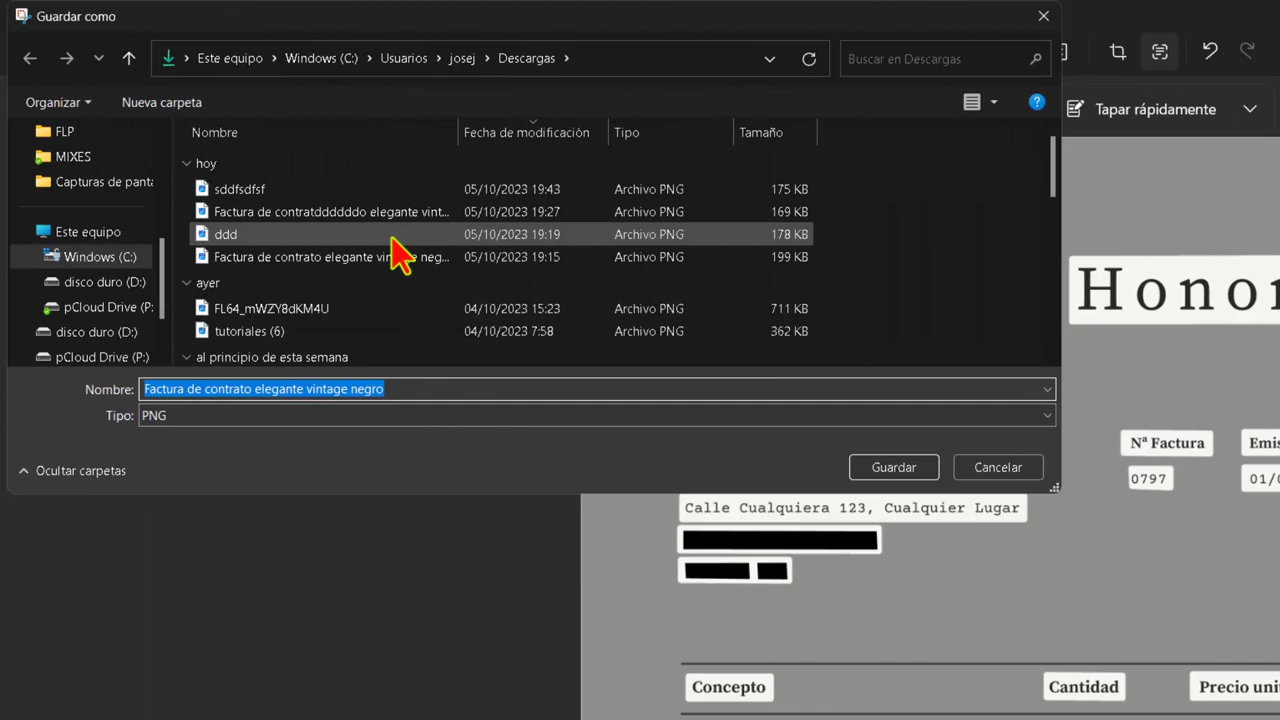 Guardar como
Este equipo > Windows (C:) > Usuarios > josej > Descargas >
Buscar en Descargas
Organizar
Nueva carpeta
Tapar rápidamente
FLP
MIXES
Capturas de panta
Este equipo
Windows (C:)
disco duro (D:)
pCloud Drive (P:
disco duro (D:)
pCloud Drive (P:)
Nombre Fecha de modificación Tipo Tamaño
hoy
sddfsdfsf 05/10/2023 19:43 Archivo PNG 175 KB
Factura de contratddddddo elegante vint... 05/10/2023 19:27 Archivo PNG 169 KB
ddd 05/10/2023 19:19 Archivo PNG 178 KB
Factura de contrato elegante vintage neg... 05/10/2023 19:15 Archivo PNG 199 KB
ayer
FL64_mWZY8dKM4U 04/10/2023 15:23 Archivo PNG 711 KB
tutoriales (6) 04/10/2023 7:58 Archivo PNG 362 KB
al principio de esta semana
Nombre: Factura de contrato elegante vintage negro
Tipo: PNG
Ocultar carpetas
Guardar
Cancelar
Honor
Nª Factura Emis
0797 01/0
Calle Cualquiera 123, Cualquier Lugar
Concepto Cantidad Precio uni